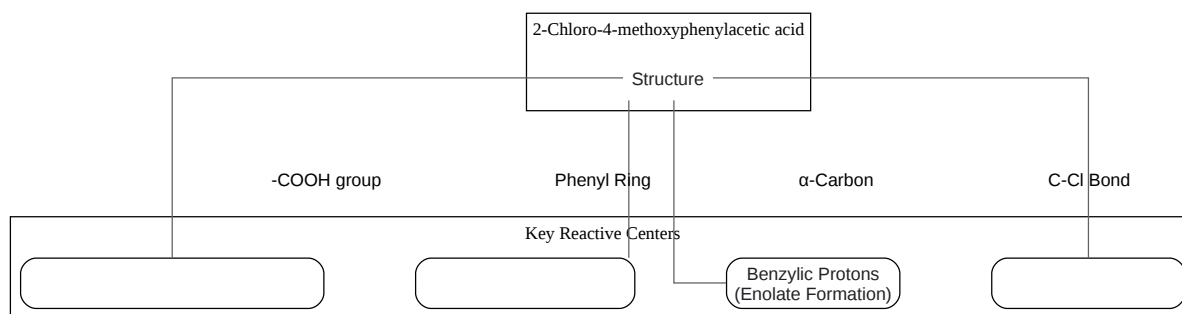 2-Chloro-4-methoxyphenylacetic acid
Structure
-COOH group
Phenyl Ring
α-Carbon
C-Cl Bond
Key Reactive Centers
Benzylic Protons
(Enolate Formation)